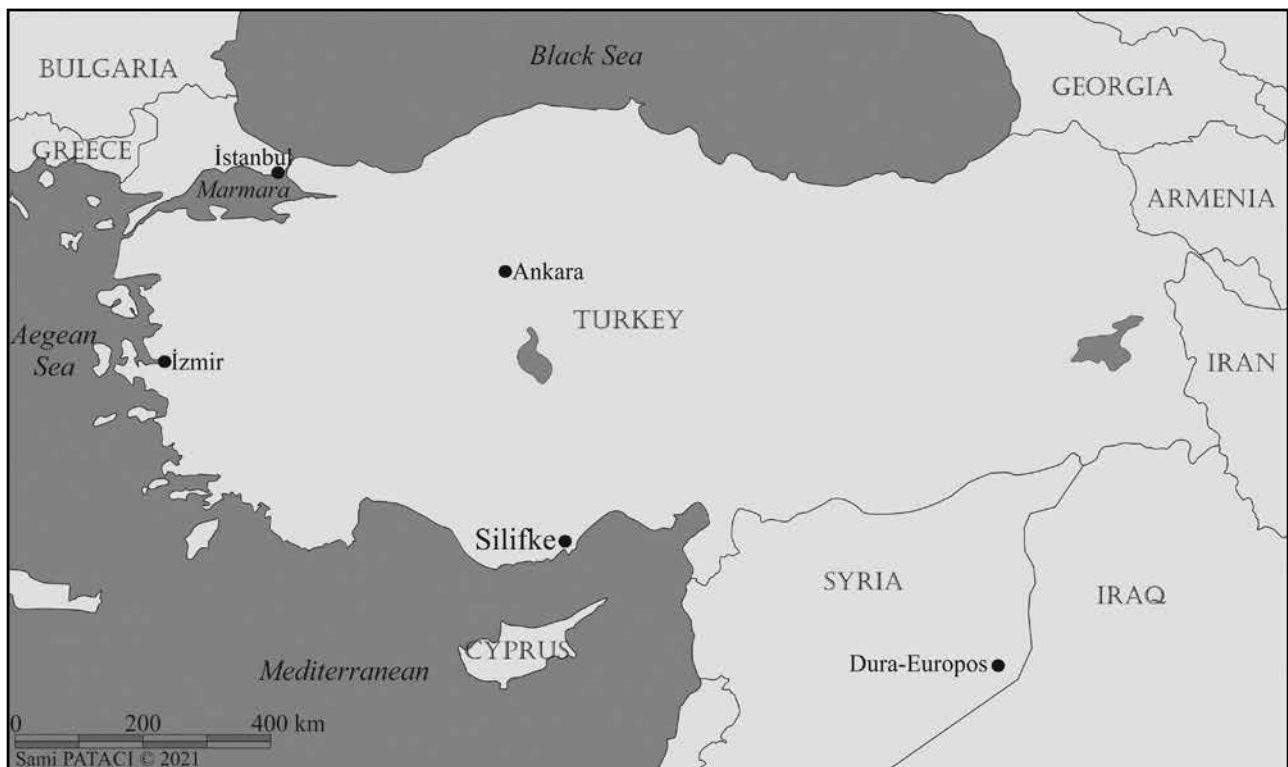 Black Sea
BULGARIA
GEORGIA
GREECE
İstanbul
Marmara
ARMENIA
Ankara
TURKEY
Aegean
Sea
İzmir
IRAN
Silifke
SYRIA
IRAQ
CYPRUS
Mediterranean
Dura-Europos
0 200 400 km
Sami PATACI © 2021